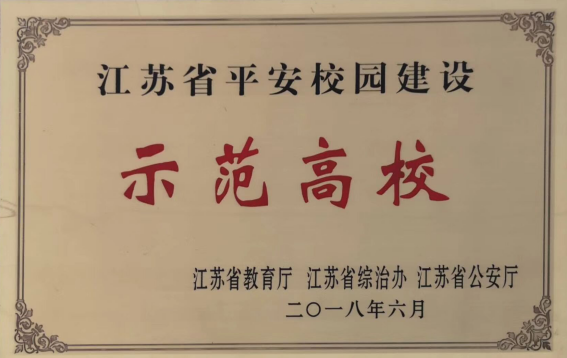 江苏省平安校园建设
示范高校
江苏省教育厅 江苏省综治办 江苏省公安厅
二〇一八年六月